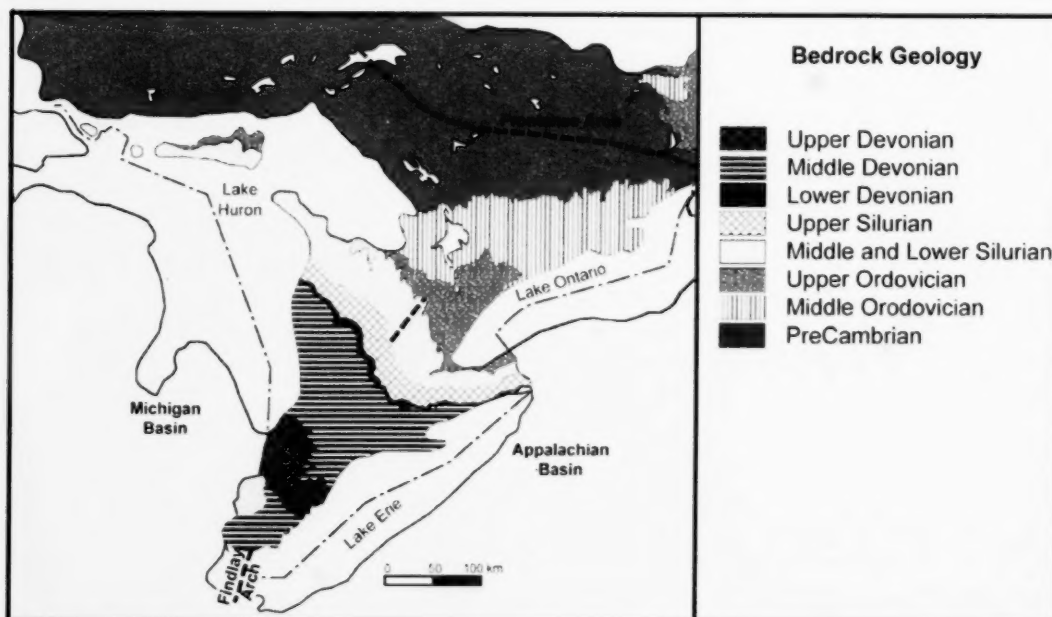 Bedrock Geology
Upper Devonian
Middle Devonian
Lower Devonian
Upper Silurian
Middle and Lower Silurian
Upper Ordovician
Middle Orodovician
PreCambrian
Lake
Huron
Lake Ontario
Michigan
Basin
Appalachian
Basin
Lake Erie
Findlay
Arch
0 50 100 km